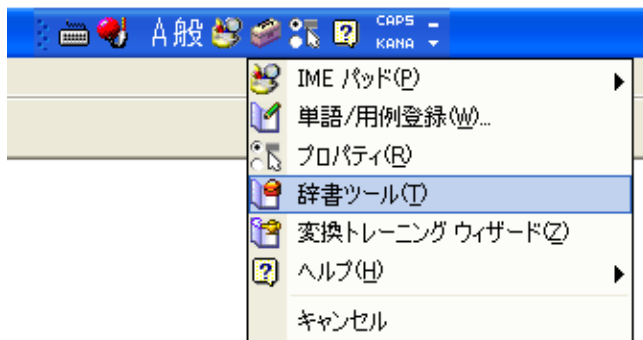 A 般 CAPS
KANA
IME パッド(P)
単語/用例登録(W)...
プロパティ(R)
辞書ツール(T)
変換トレーニング ウィザード(Z)
ヘルプ(H)
キャンセル